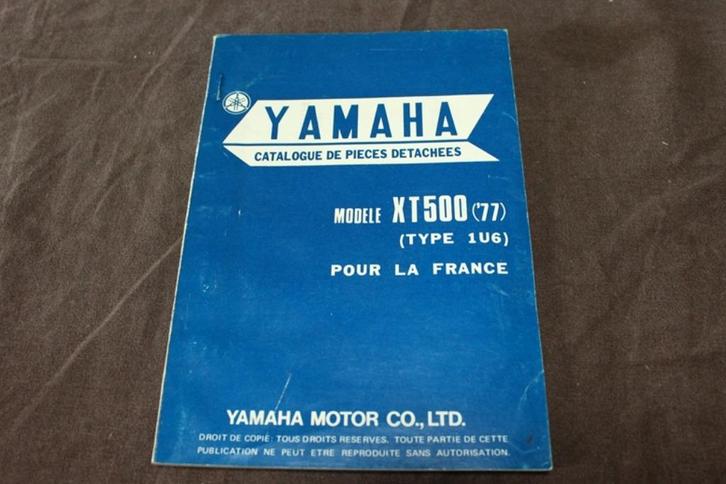 YAMAHA
CATALOGUE DE PIECES DETACHEES
MODELE XT500 ('77)
(TYPE 1U6)
POUR LA FRANCE
YAMAHA MOTOR CO., LTD.
DROIT DE COPIE: TOUS DROITS RESERVES. TOUTE PARTIE DE CETTE
PUBLICATION NE PEUT ETRE REPRODUITE SANS AUTORISATION.